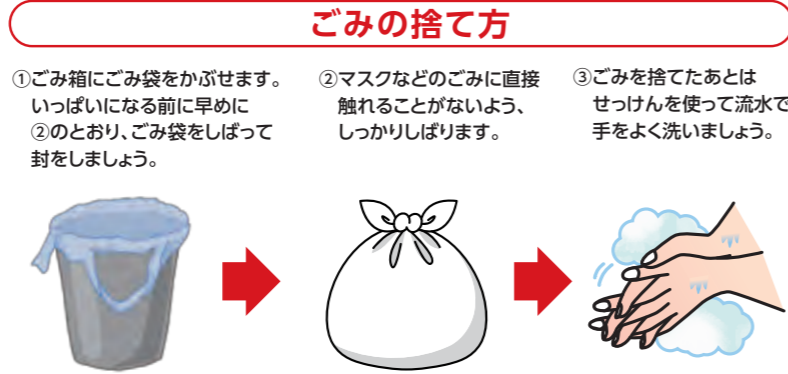 ごみの捨て方
①ごみ箱にごみ袋をかぶせます。
いっぱいになる前に早めに
②のとおり、ごみ袋をしばって
封をしましょう。
②マスクなどのごみに直接
触れることがないよう、
しっかりしばります。
③ごみを捨てたあとは
せっけんを使って流水で
手をよく洗いましょう。